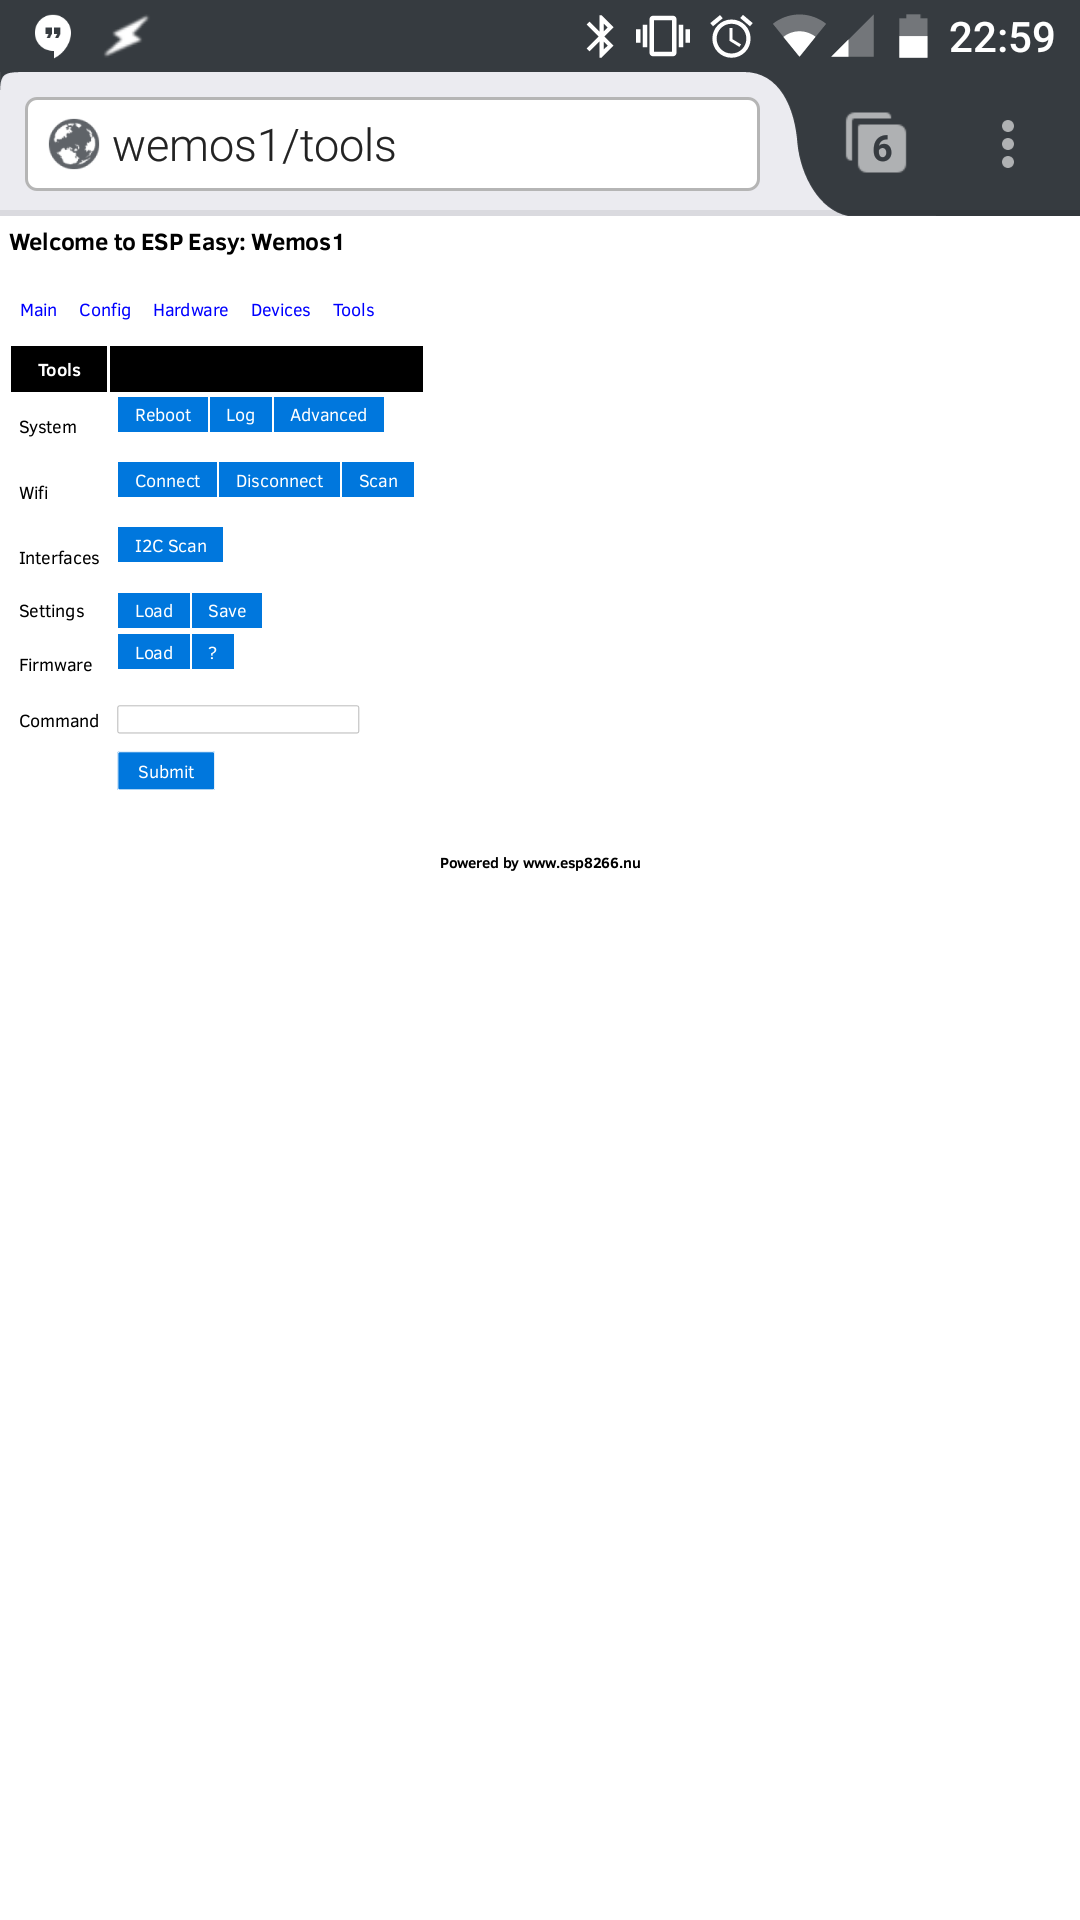 22:59
wemos1/tools
6
Welcome to ESP Easy: Wemos1
Main Config Hardware Devices Tools
Tools
System Reboot Log Advanced
Wifi Connect Disconnect Scan
Interfaces I2C Scan
Settings Load Save
Firmware Load ?
Command
Submit
Powered by www.esp8266.nu